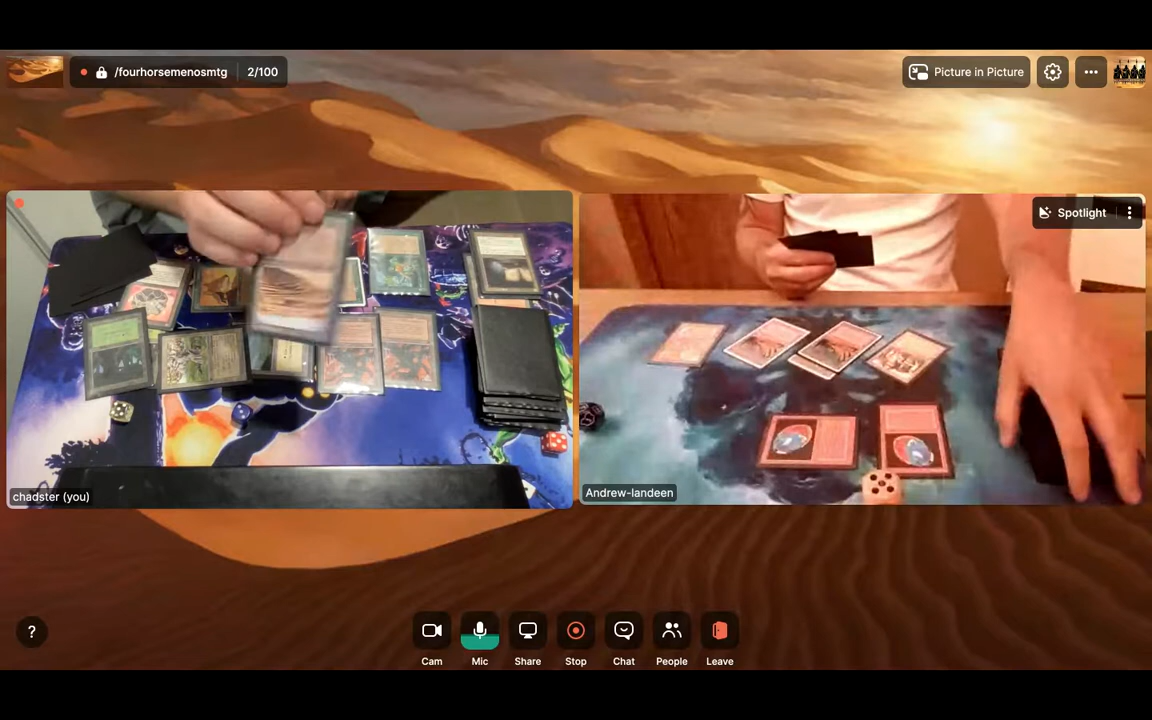 /fourhorsemenosmtg 2/100 Picture in Picture
Spotlight
chadster (you)
Andrew-landeen
?
Cam Mic Share Stop Chat People Leave